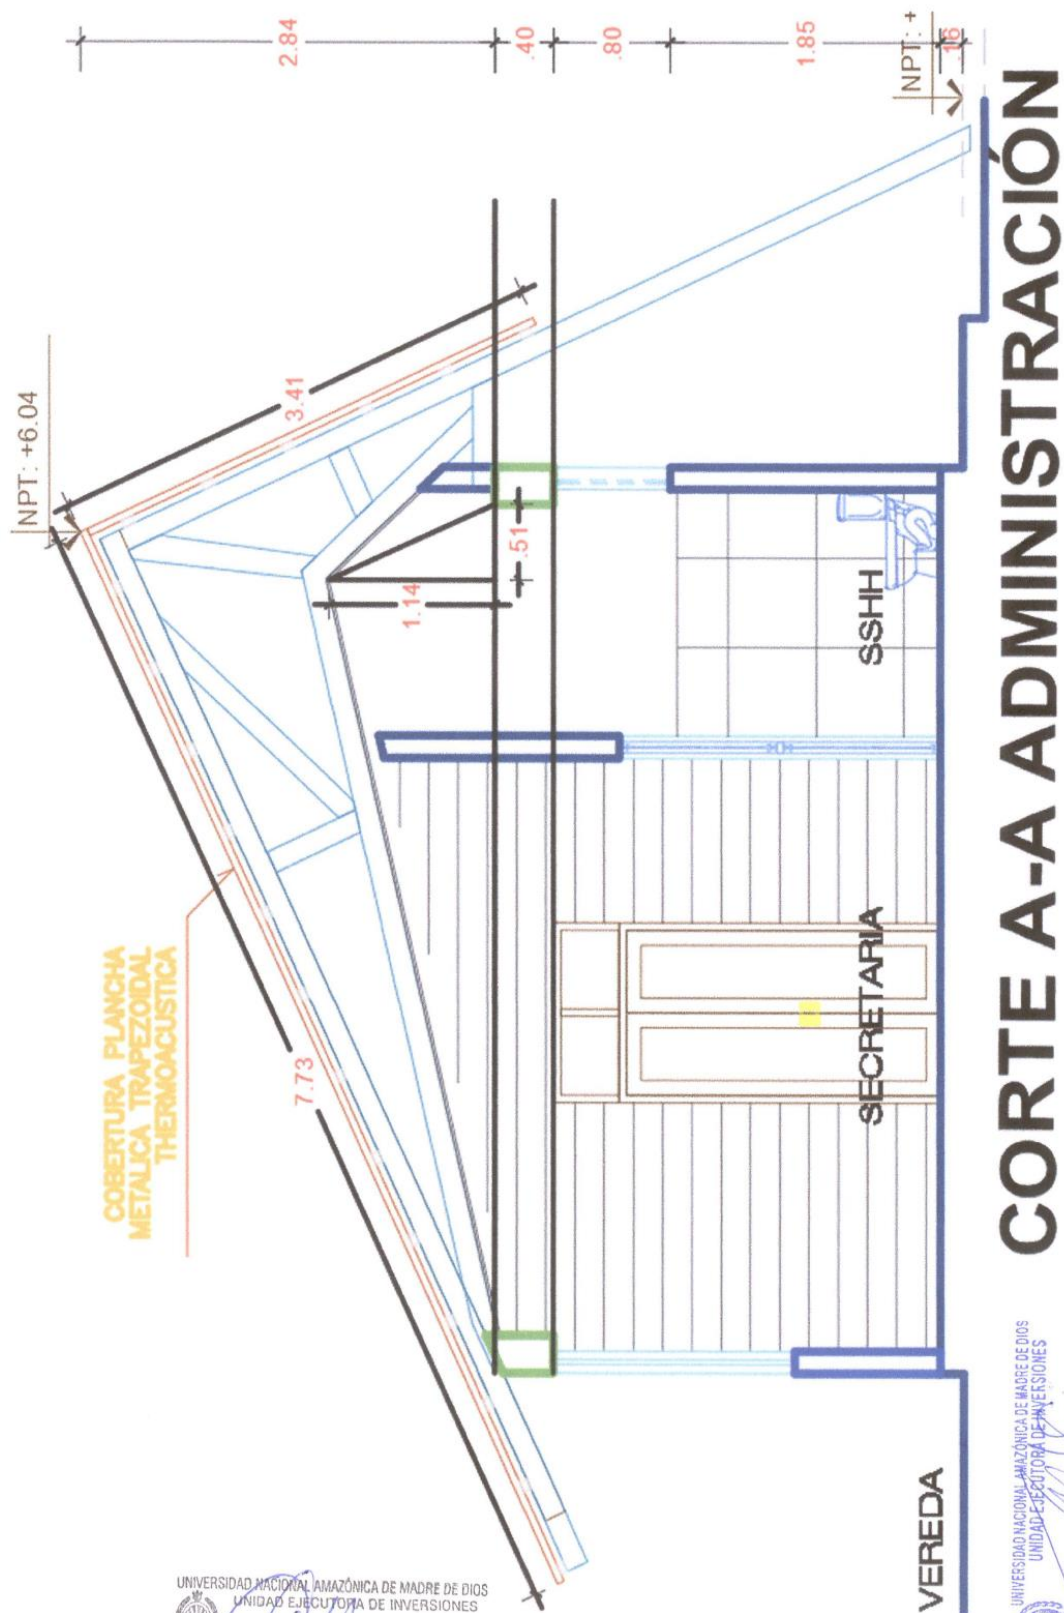 NPT: +6.04
2.84
.40
.80
1.85
.16
NPT: +
3.41
1.14
.51
7.73
COBERTURA PLANCHA
METALICA TRAPEZOIDAL
THERMOACUSTICA
SECRETARIA
SSHH
VEREDA
CORTE A-A ADMINISTRACIÓN
UNIVERSIDAD NACIONAL AMAZÓNICA DE MADRE DE DIOS
UNIDAD EJECUTORA DE INVERSIONES
UNIVERSIDAD NACIONAL AMAZÓNICA DE MADRE DE DIOS
UNIDAD EJECUTORA DE INVERSIONES